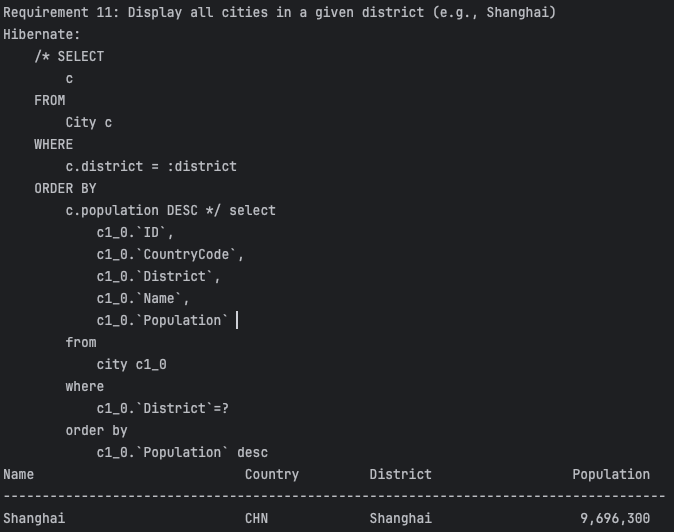 Requirement 11: Display all cities in a given district (e.g., Shanghai)
Hibernate:
    /* SELECT
        c
    FROM
        City c
    WHERE
        c.district = :district
    ORDER BY
        c.population DESC */ select
            c1_0.`ID`,
            c1_0.`CountryCode`,
            c1_0.`District`,
            c1_0.`Name`,
            c1_0.`Population`
        from
            city c1_0
        where
            c1_0.`District`=?
        order by
            c1_0.`Population` desc
Name                           Country         District                  Population
-------------------------------------------------------------------------------------
Shanghai                       CHN             Shanghai                   9,696,300